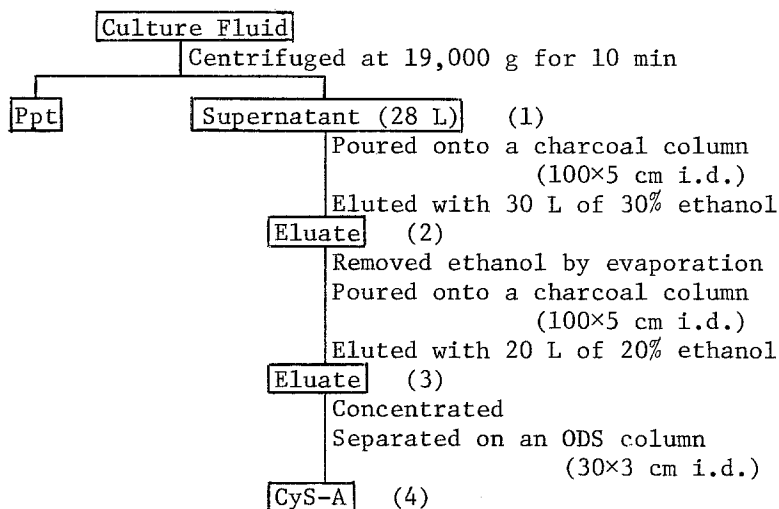 Culture Fluid
Centrifuged at 19,000 g for 10 min
Ppt Supernatant (28 L) (1)
Poured onto a charcoal column
(100×5 cm i.d.)
Eluted with 30 L of 30% ethanol
Eluate (2)
Removed ethanol by evaporation
Poured onto a charcoal column
(100×5 cm i.d.)
Eluted with 20 L of 20% ethanol
Eluate (3)
Concentrated
Separated on an ODS column
(30×3 cm i.d.)
CyS-A (4)